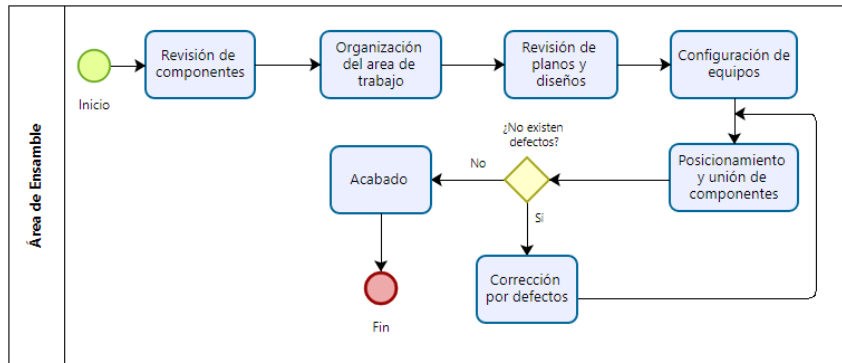 Área de Ensamble
Inicio
Revisión de
componentes
Organización
del area de
trabajo
Revisión de
planos y
diseños
Configuración de
equipos
Posicionamiento
y unión de
componentes
¿No existen
defectos?
No
Sí
Acabado
Fin
Corrección
por defectos